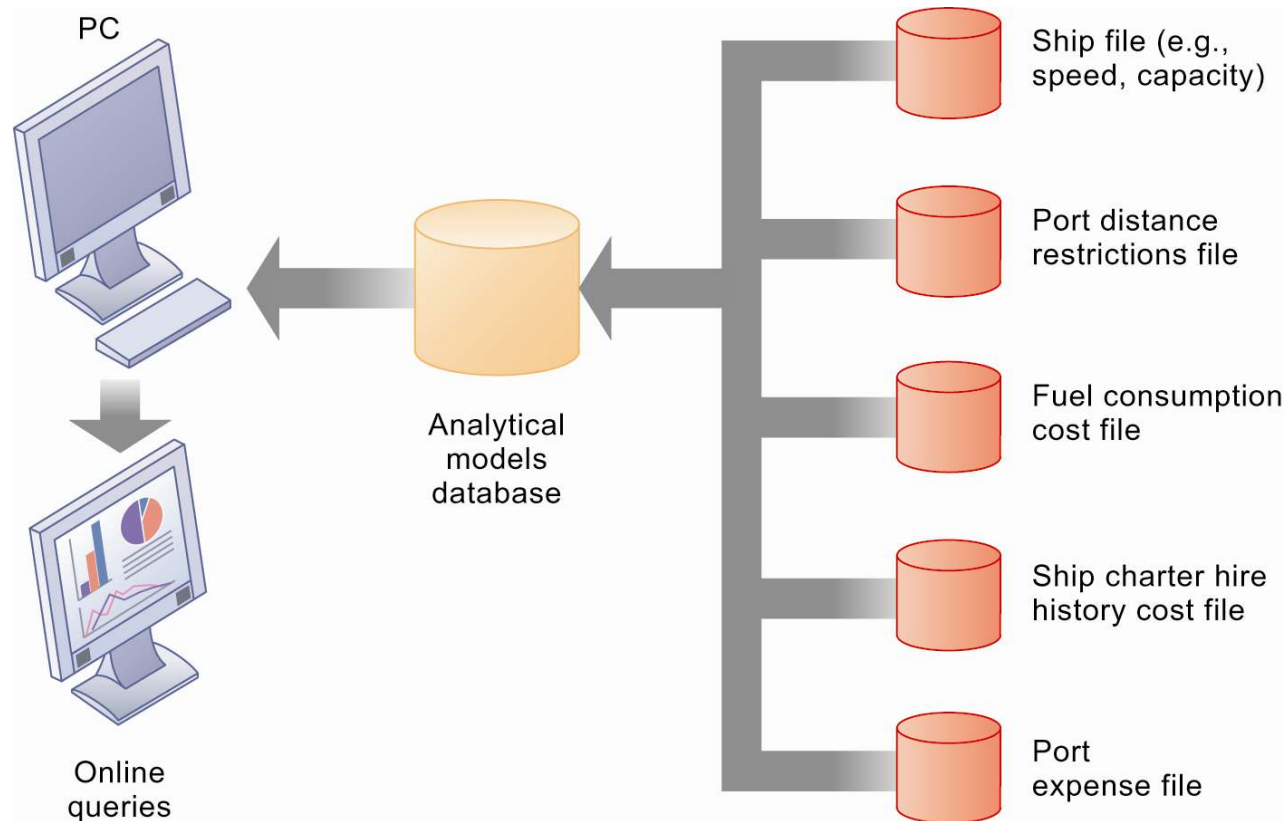 PC
Ship file (e.g.,
speed, capacity)
Port distance
restrictions file
Fuel consumption
cost file
Analytical
models
database
Ship charter hire
history cost file
Online
queries
Port
expense file